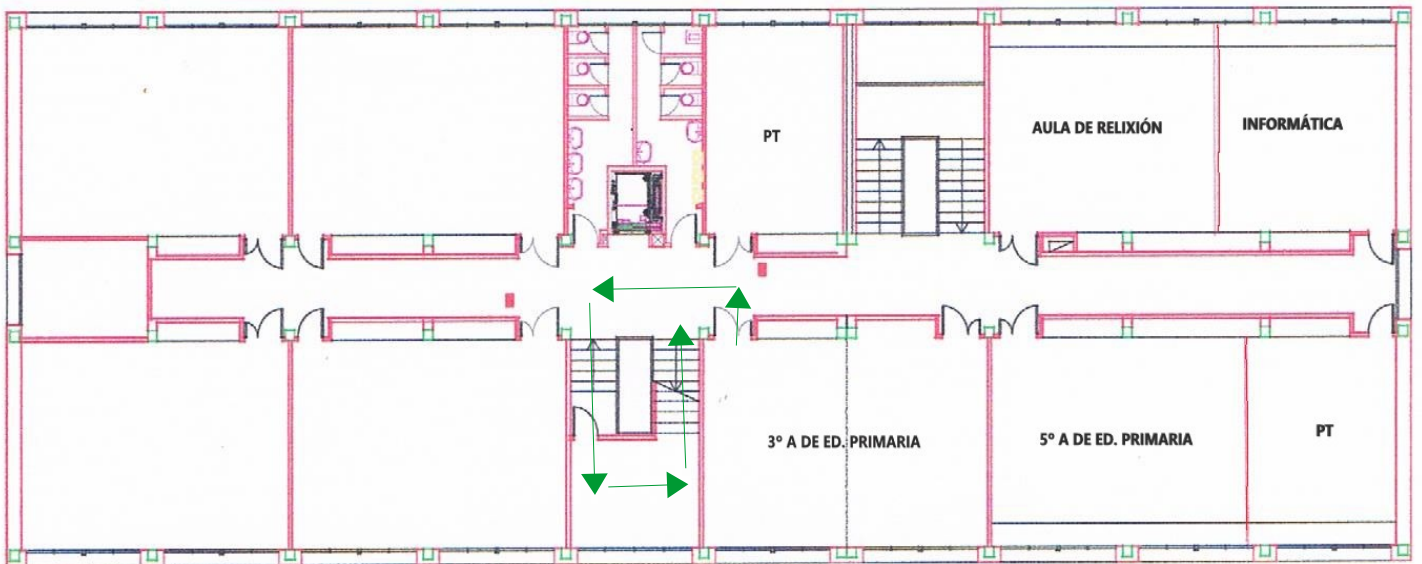 PT
AULA DE RELIXIÓN
INFORMÁTICA
3º A DE ED. PRIMARIA
5º A DE ED. PRIMARIA
PT